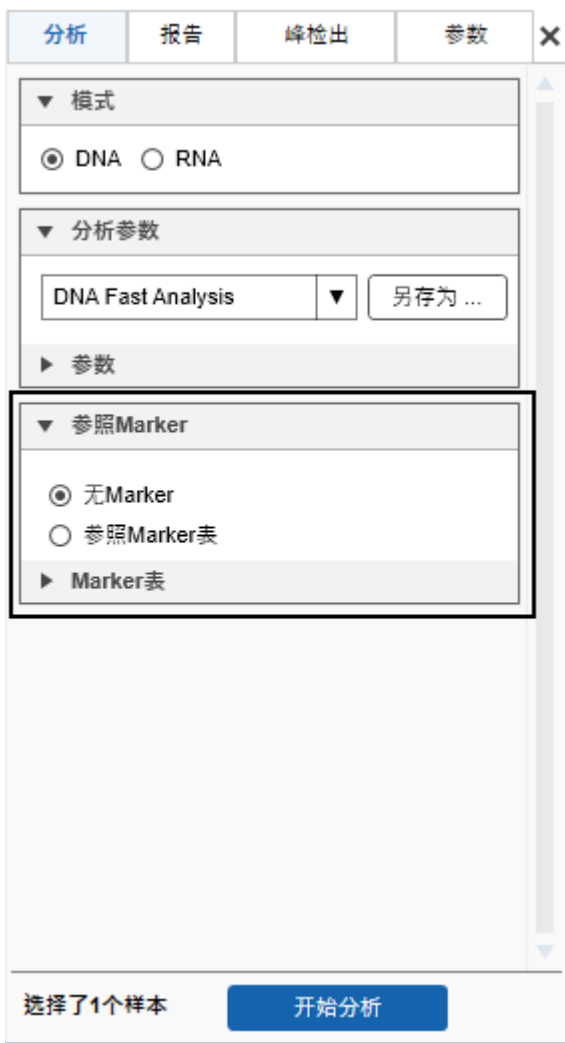 分析 报告 峰检出 参数
模式
DNA RNA
分析参数
DNA Fast Analysis 另存为 ...
参数
参照Marker
无Marker
参照Marker表
Marker表
选择了1个样本 开始分析